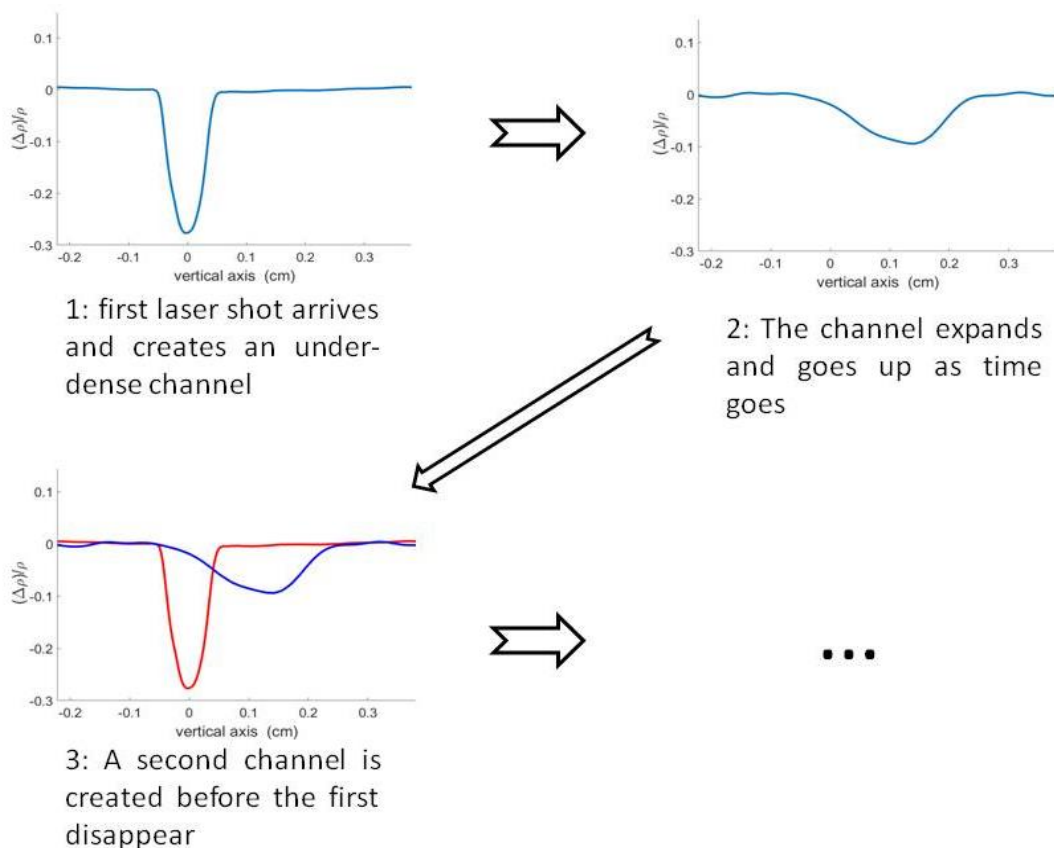 0.1
0
-0.1
-0.2
-0.3
(Δρ)/ρ
-0.2 -0.1 0 0.1 0.2 0.3
vertical axis (cm)
1: first laser shot arrives
and creates an under-
dense channel
0.1
0
-0.1
-0.2
-0.3
(Δρ)/ρ
-0.2 -0.1 0 0.1 0.2 0.3
vertical axis (cm)
2: The channel expands
and goes up as time
goes
0.1
0
-0.1
-0.2
-0.3
(Δρ)/ρ
-0.2 -0.1 0 0.1 0.2 0.3
vertical axis (cm)
3: A second channel is
created before the first
disappear
...